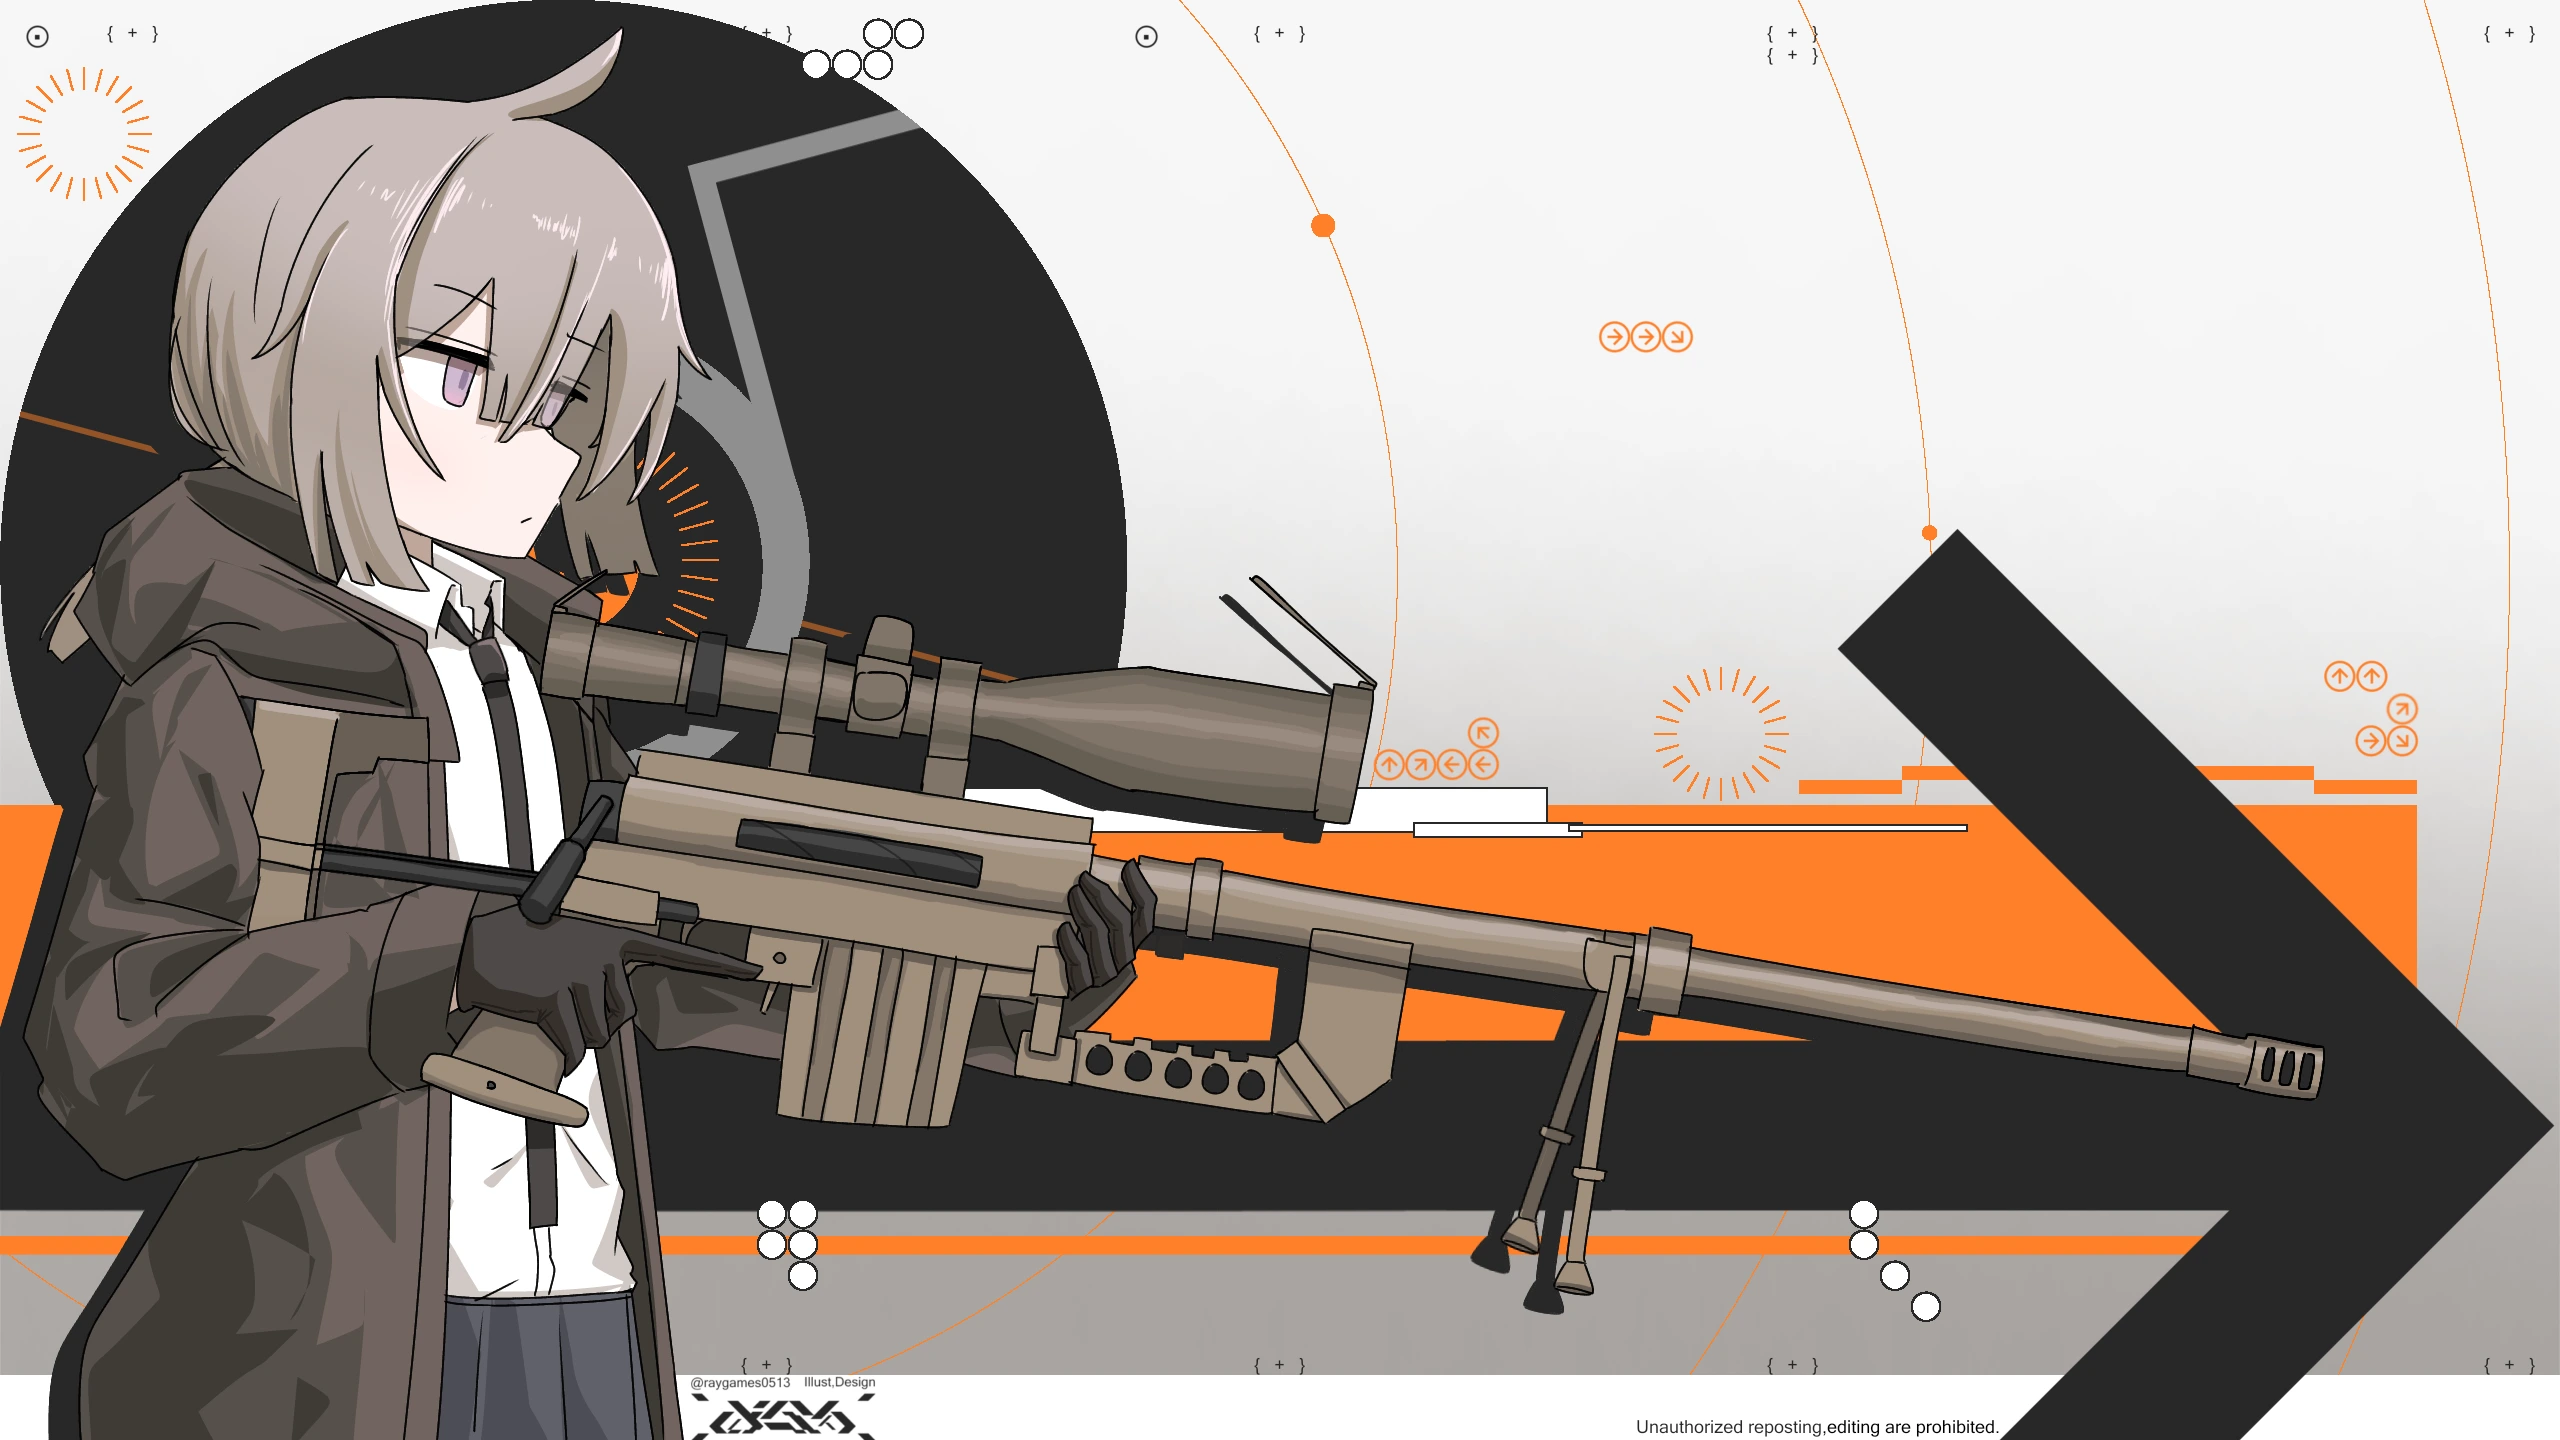 { + } { + } { + } { + } { + }
{ + }
{ + } { + } { + } { + }
@raygames0513 Illust,Design
Unauthorized reposting,editing are prohibited.